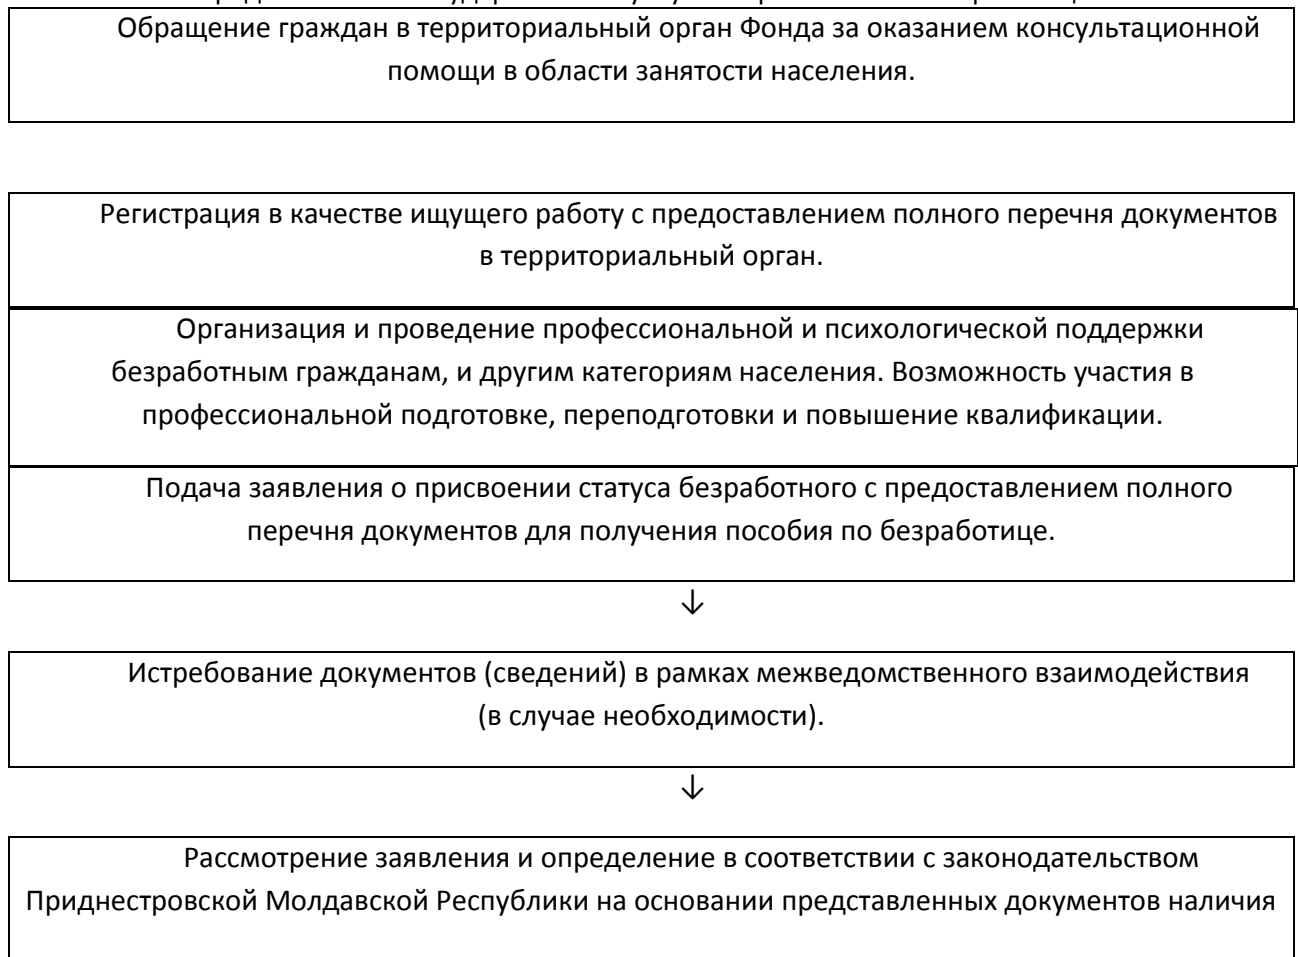 Обращение граждан в территориальный орган Фонда за оказанием консультационной
помощи в области занятости населения.
Регистрация в качестве ищущего работу с предоставлением полного перечня документов
в территориальный орган.
Организация и проведение профессиональной и психологической поддержки
безработным гражданам, и другим категориям населения. Возможность участия в
профессиональной подготовке, переподготовки и повышение квалификации.
Подача заявления о присвоении статуса безработного с предоставлением полного
перечня документов для получения пособия по безработице.
↓
Истребование документов (сведений) в рамках межведомственного взаимодействия
(в случае необходимости).
↓
Рассмотрение заявления и определение в соответствии с законодательством
Приднестровской Молдавской Республики на основании представленных документов наличия